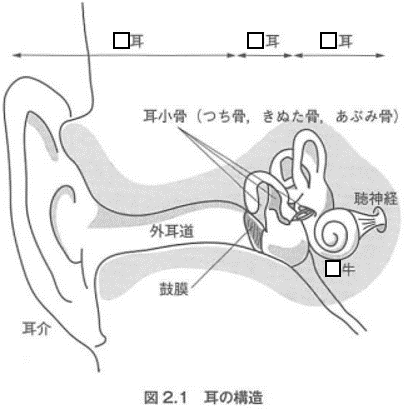 □耳 □耳 □耳
耳小骨（つち骨，きぬた骨，あぶみ骨）
聴神経
外耳道
□牛
鼓膜
耳介
図2.1 耳の構造